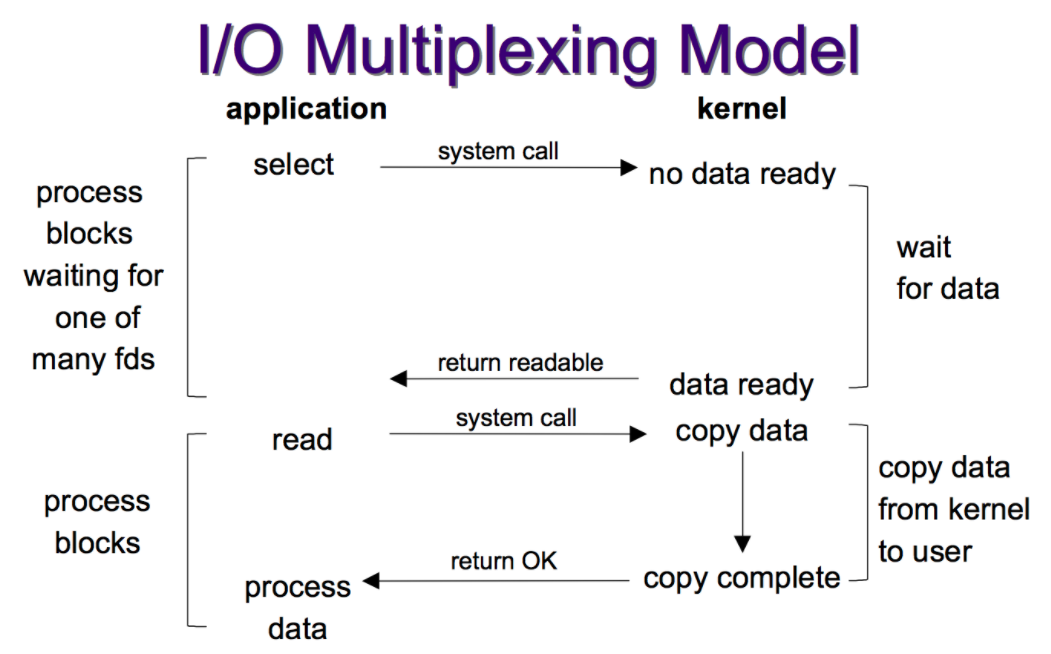 I/O Multiplexing Model
application
kernel
select
system call
no data ready
process
blocks
waiting for
one of
many fds
wait
for data
return readable
data ready
read
system call
copy data
process
blocks
copy data
from kernel
to user
return OK
copy complete
process
data